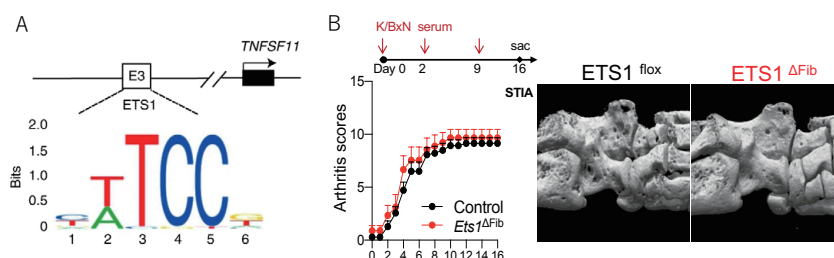 A
TNFSF11
E3
ETS1
2.0
1.5
1.0
0.5
0
Bits
T
A
T
C
C
1 2 3 4 5 6
B
K/BxN serum
sac
Day 0 2 9 16
STIA
15
10
5
0
Arthritis scores
Control
Ets1ΔFib
0 2 4 6 8 10 12 14 16
ETS1 flox
ETS1 ΔFib